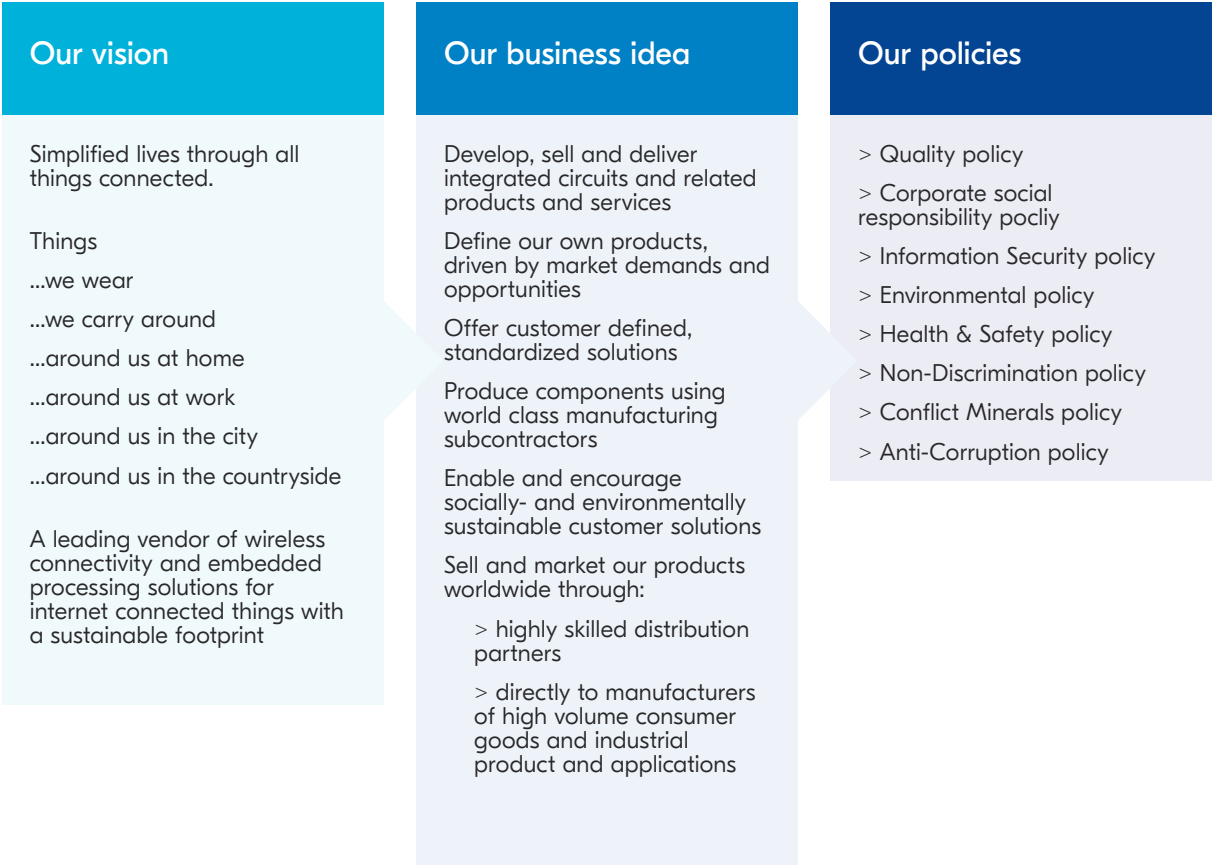 Our vision
Simplified lives through all
things connected.
Things
...we wear
...we carry around
...around us at home
...around us at work
...around us in the city
...around us in the countryside
A leading vendor of wireless
connectivity and embedded
processing solutions for
internet connected things with
a sustainable footprint
Our business idea
Develop, sell and deliver
integrated circuits and related
products and services
Define our own products,
driven by market demands and
opportunities
Offer customer defined,
standardized solutions
Produce components using
world class manufacturing
subcontractors
Enable and encourage
socially- and environmentally
sustainable customer solutions
Sell and market our products
worldwide through:
> highly skilled distribution
partners
> directly to manufacturers
of high volume consumer
goods and industrial
product and applications
Our policies
> Quality policy
> Corporate social
responsibility pocliy
> Information Security policy
> Environmental policy
> Health & Safety policy
> Non-Discrimination policy
> Conflict Minerals policy
> Anti-Corruption policy